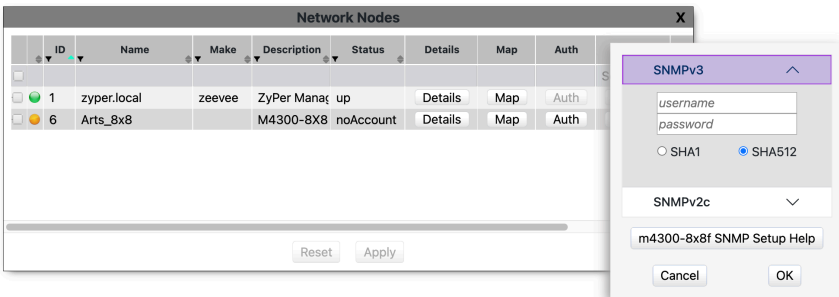 Network Nodes X
ID Name Make Description Status Details Map Auth
S
1 zyper.local zeevee ZyPer Manag up Details Map Auth
6 Arts_8x8 M4300-8X8 noAccount Details Map Auth
Reset Apply
SNMPv3
username
password
SHA1 SHA512
SNMPv2c
m4300-8x8f SNMP Setup Help
Cancel OK